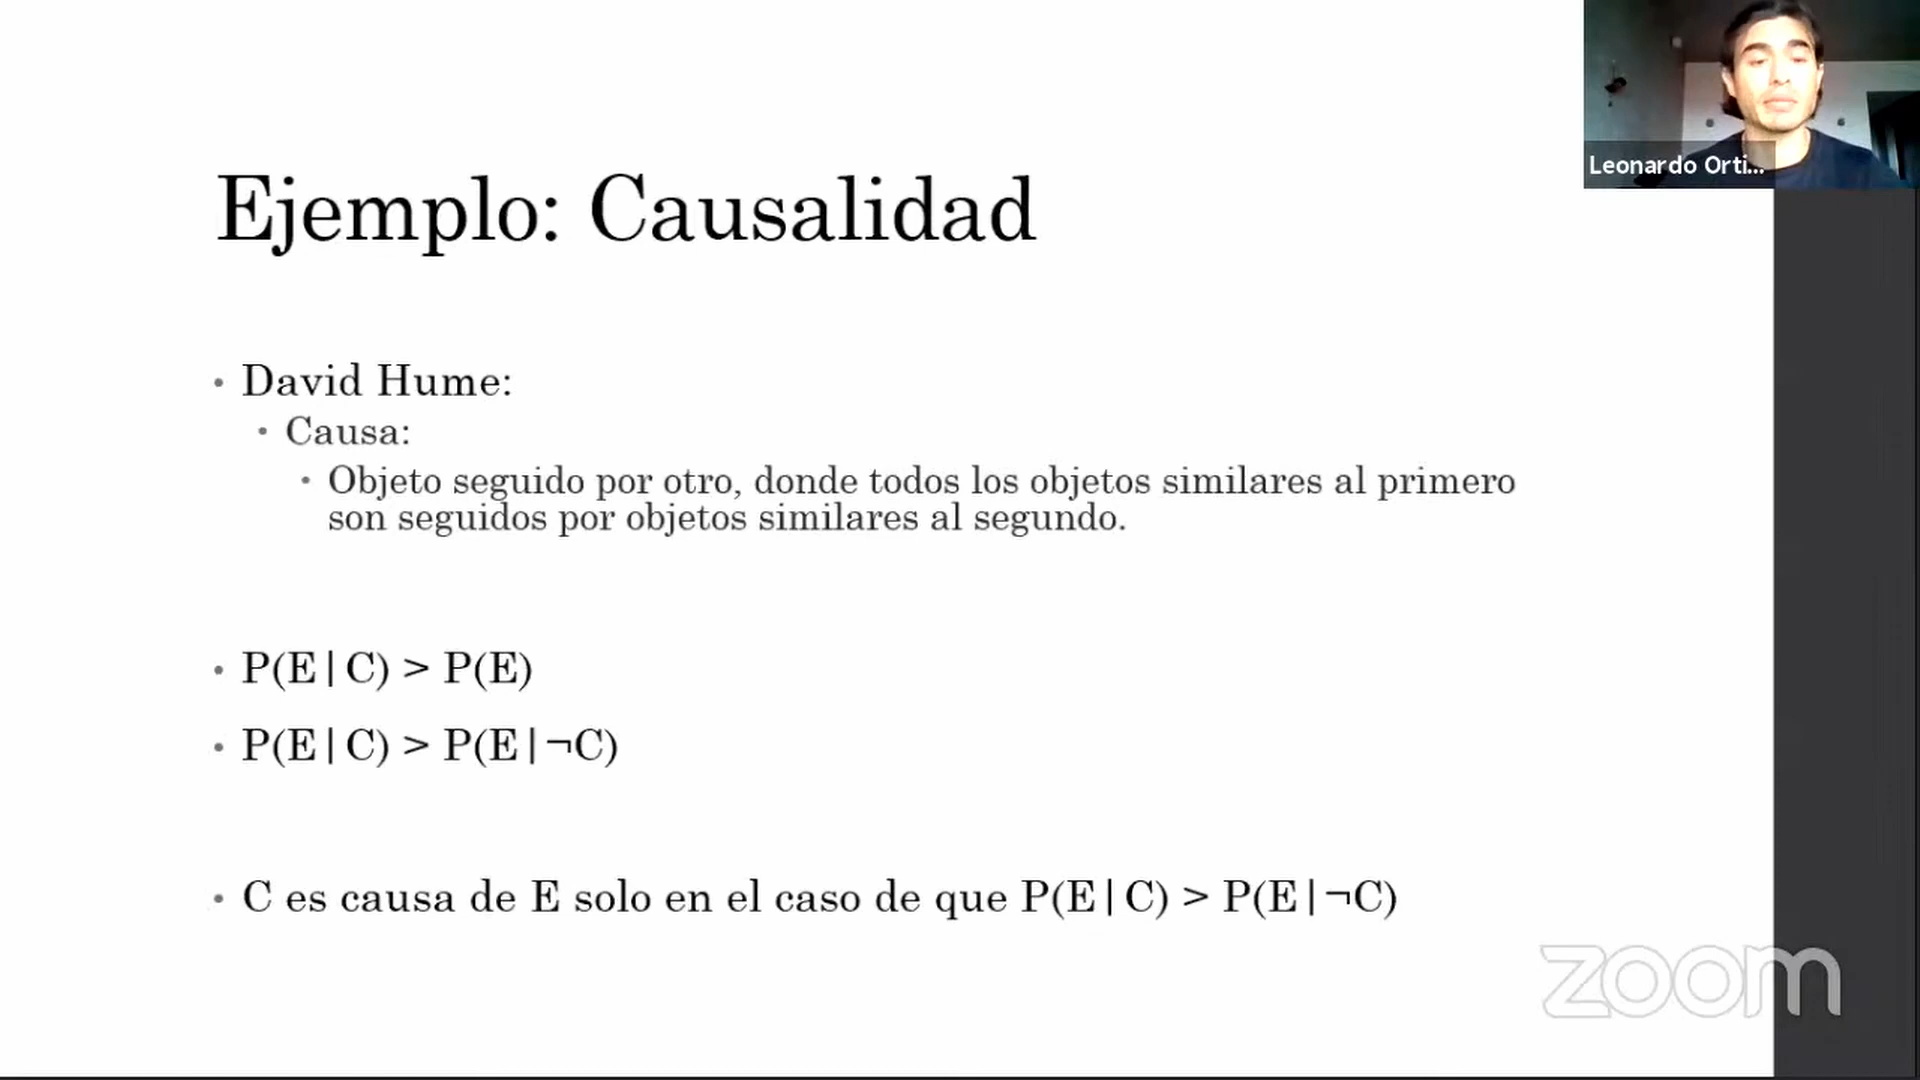 Leonardo Orti...
Ejemplo: Causalidad
• David Hume:
• Causa:
• Objeto seguido por otro, donde todos los objetos similares al primero
son seguidos por objetos similares al segundo.
• P(E|C) > P(E)
• P(E|C) > P(E|¬C)
• C es causa de E solo en el caso de que P(E|C) > P(E|¬C)
zoom